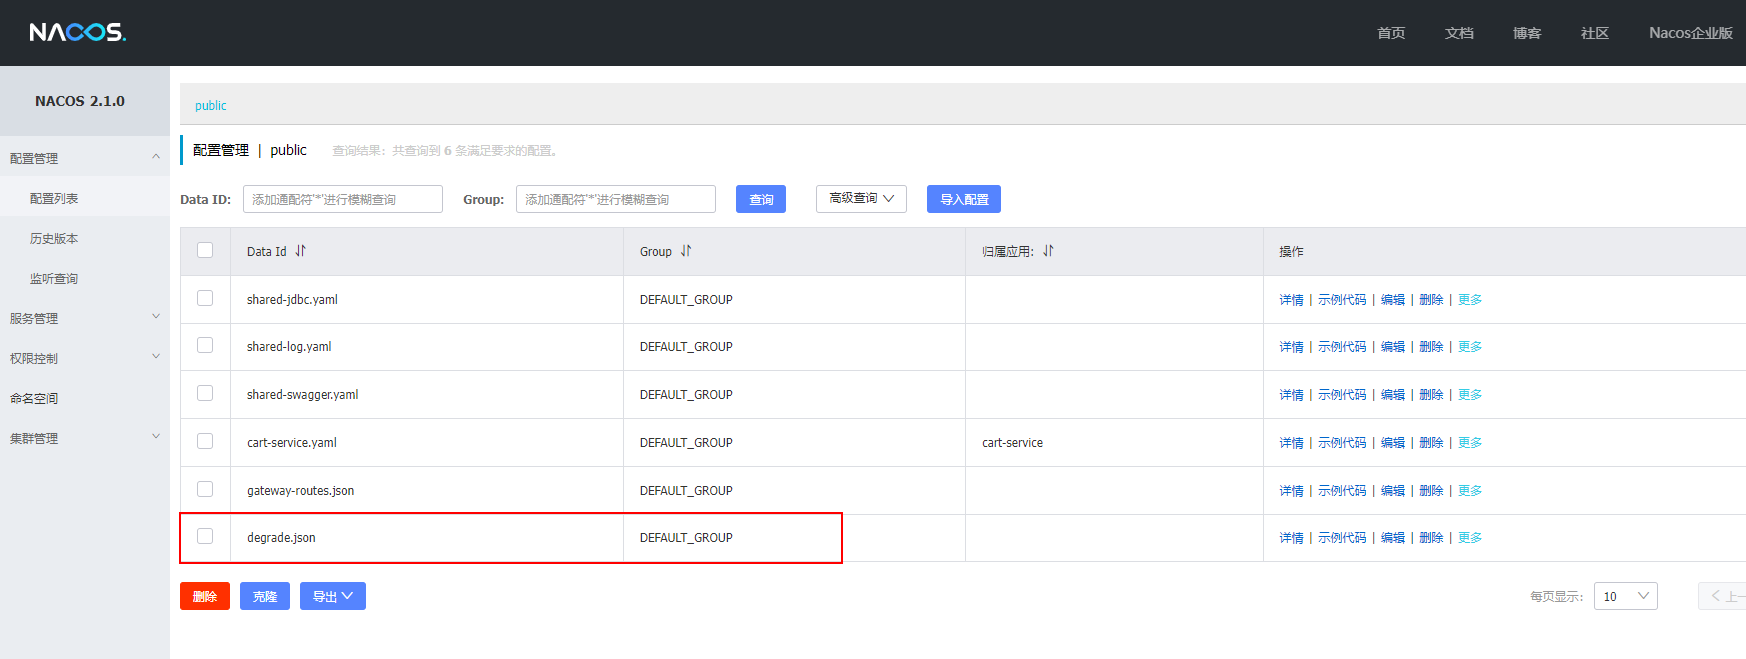 NACOS.
首页 文档 博客 社区 Nacos企业版
NACOS 2.1.0
配置管理
配置列表
历史版本
监听查询
服务管理
权限控制
命名空间
集群管理
public
配置管理 | public 查询结果：共查询到 6 条满足要求的配置。
Data ID: 添加通配符'*'进行模糊查询 Group: 添加通配符'*'进行模糊查询 查询 高级查询 导入配置
Data Id Group 归属应用: 操作
shared-jdbc.yaml DEFAULT_GROUP 详情 | 示例代码 | 编辑 | 删除 | 更多
shared-log.yaml DEFAULT_GROUP 详情 | 示例代码 | 编辑 | 删除 | 更多
shared-swagger.yaml DEFAULT_GROUP 详情 | 示例代码 | 编辑 | 删除 | 更多
cart-service.yaml DEFAULT_GROUP cart-service 详情 | 示例代码 | 编辑 | 删除 | 更多
gateway-routes.json DEFAULT_GROUP 详情 | 示例代码 | 编辑 | 删除 | 更多
degrade.json DEFAULT_GROUP 详情 | 示例代码 | 编辑 | 删除 | 更多
删除 克隆 导出 每页显示: 10 上一